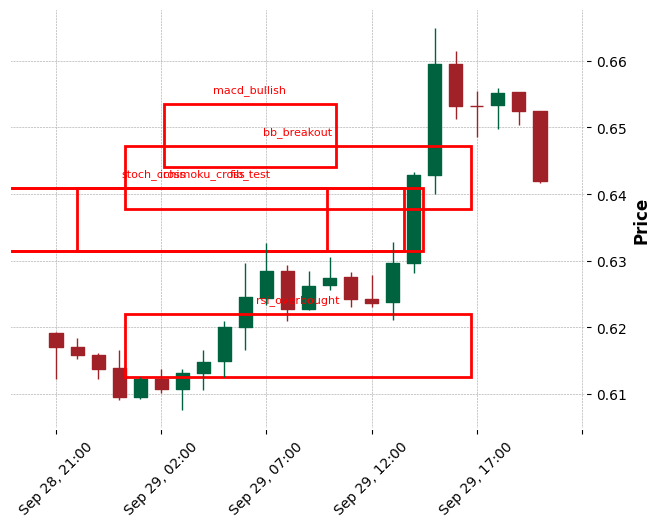 macd_bullish
bb_breakout
fib_test
rsi_overbought
0.66
0.65
0.64
0.63
0.62
0.61
Price
Sep 28, 21:00
Sep 29, 02:00
Sep 29, 07:00
Sep 29, 12:00
Sep 29, 17:00